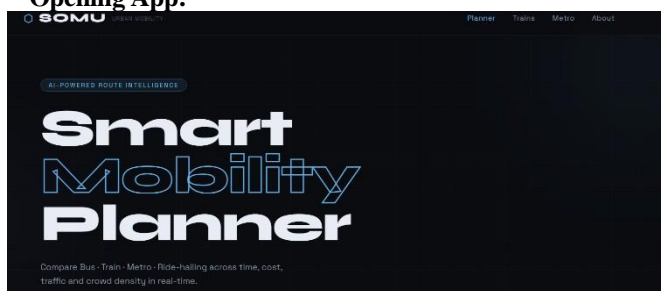 Opening App:
SOMU URBAN MOBILITY
Planner Trains Metro About
AI-POWERED ROUTE INTELLIGENCE
Smart
Mobility
Planner
Compare Bus · Train · Metro · Ride-hailing across time, cost,
traffic and crowd density in real-time.